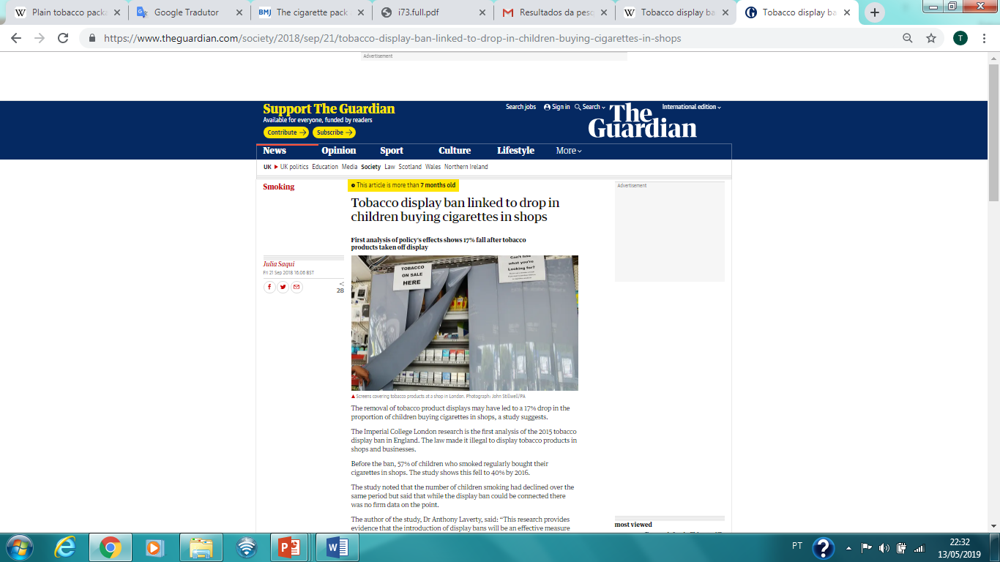 Plain tobacco packa
Google Tradutor
BMJ The cigarette pack
i73.full.pdf
Resultados da pesq
Tobacco display ba
Tobacco display ba
https://www.theguardian.com/society/2018/sep/21/tobacco-display-ban-linked-to-drop-in-children-buying-cigarettes-in-shops
T
Advertisement
Support The Guardian
Available for everyone, funded by readers
Contribute → Subscribe →
Search jobs Sign in Search International edition
The
Guardian
News Opinion Sport Culture Lifestyle More
UK UK politics Education Media Society Law Scotland Wales Northern Ireland
Smoking
This article is more than 7 months old
Advertisement
Tobacco display ban linked to drop in
children buying cigarettes in shops
First analysis of policy's effects shows 17% fall after tobacco
products taken off display
Julia Saqui
Fri 21 Sep 2018 16.06 BST
28
TOBACCO
ON SALE
HERE
Can't find
what you're
Looking for?
Screens covering tobacco products at a shop in London. Photograph: John Stillwell/PA
The removal of tobacco product displays may have led to a 17% drop in the
proportion of children buying cigarettes in shops, a study suggests.
The Imperial College London research is the first analysis of the 2015 tobacco
display ban in England. The law made it illegal to display tobacco products in
shops and businesses.
Before the ban, 57% of children who smoked regularly bought their
cigarettes in shops. The study shows this fell to 40% by 2016.
The study noted that the number of children smoking had declined over the
same period but said that while the display ban could be connected there
was no firm data on the point.
The author of the study, Dr Anthony Laverty, said: “This research provides
evidence that the introduction of display bans will be an effective measure
most viewed
PT
22:32
13/05/2019